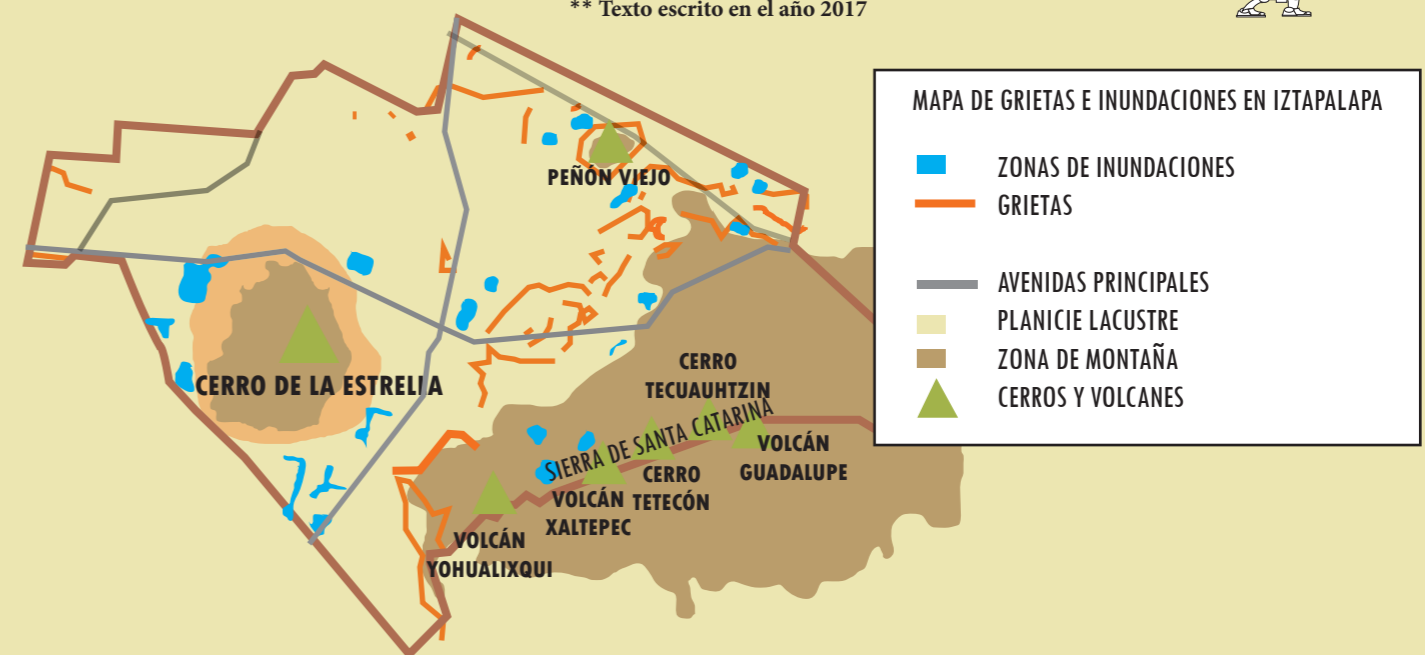 ** Texto escrito en el año 2017
MAPA DE GRIETAS E INUNDACIONES EN IZTAPALAPA
ZONAS DE INUNDACIONES
GRIETAS
AVENIDAS PRINCIPALES
PLANICIE LACUSTRE
ZONA DE MONTAÑA
CERROS Y VOLCANES
PEÑÓN VIEJO
CERRO DE LA ESTRELLA
CERRO
TECUAUHTZIN
SIERRA DE SANTA CATARINA
VOLCÁN
GUADALUPE
CERRO
TETECÓN
VOLCÁN
XALTEPEC
VOLCÁN
YOHUALIXQUI